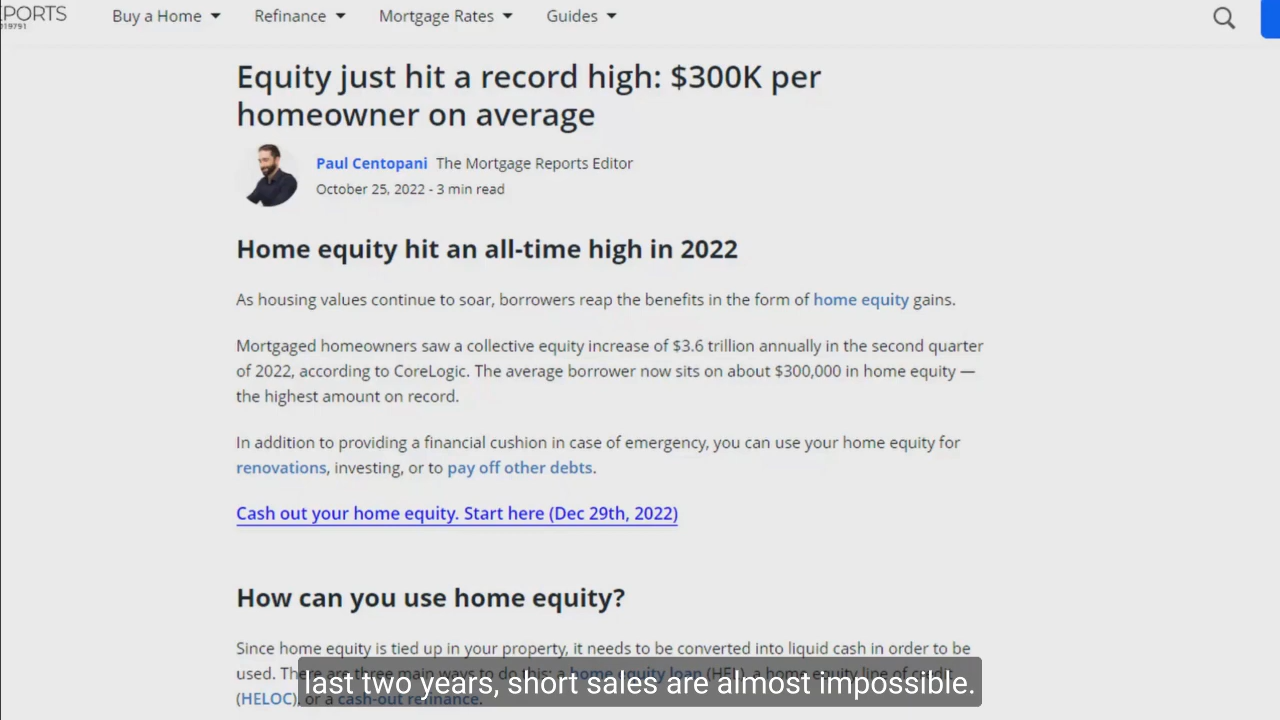 PORTS
019791
Buy a Home
Refinance
Mortgage Rates
Guides
Equity just hit a record high: $300K per
homeowner on average
Paul Centopani The Mortgage Reports Editor
October 25, 2022 - 3 min read
Home equity hit an all-time high in 2022
As housing values continue to soar, borrowers reap the benefits in the form of home equity gains.
Mortgaged homeowners saw a collective equity increase of $3.6 trillion annually in the second quarter
of 2022, according to CoreLogic. The average borrower now sits on about $300,000 in home equity —
the highest amount on record.
In addition to providing a financial cushion in case of emergency, you can use your home equity for
renovations, investing, or to pay off other debts.
Cash out your home equity. Start here (Dec 29th, 2022)
How can you use home equity?
Since home equity is tied up in your property, it needs to be converted into liquid cash in order to be
used. There are three main ways to do this: a home equity loan (HEL), a home equity line of credit
(HELOC), or a cash-out refinance.
last two years, short sales are almost impossible.